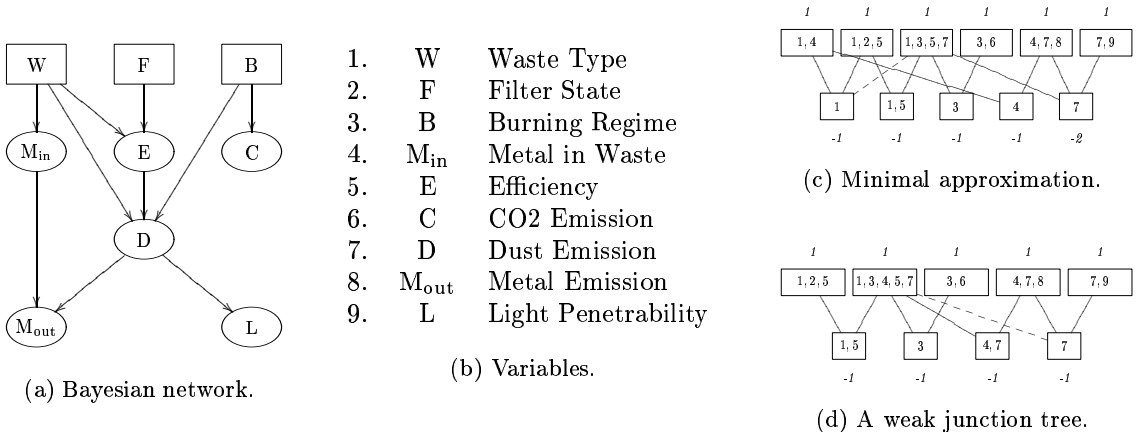 W F B
M_in E C
D
M_out L
(a) Bayesian network.
1. W Waste Type
2. F Filter State
3. B Burning Regime
4. M_in Metal in Waste
5. E Efficiency
6. C CO2 Emission
7. D Dust Emission
8. M_out Metal Emission
9. L Light Penetrability
(b) Variables.
1 1 1 1 1 1
1, 4 1, 2, 5 1, 3, 5, 7 3, 6 4, 7, 8 7, 9
1 1, 5 3 4 7
-1 -1 -1 -1 -2
(c) Minimal approximation.
1 1 1 1 1
1, 2, 5 1, 3, 4, 5, 7 3, 6 4, 7, 8 7, 9
1, 5 3 4, 7 7
-1 -1 -1 -1
(d) A weak junction tree.